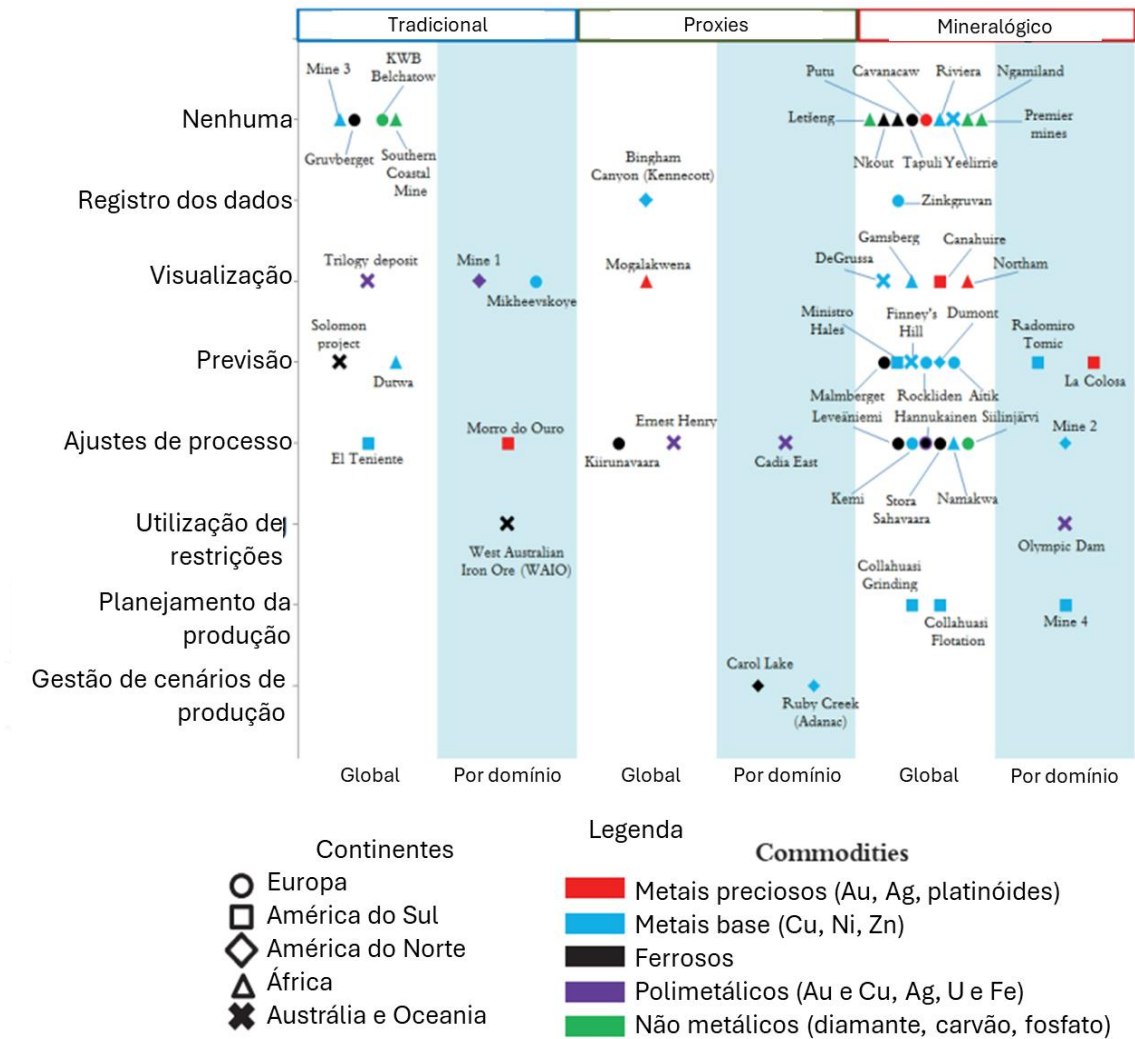 Tradicional
Proxies
Mineralógico
Nenhuma
Mine 3
KWB
Belchatow
Gruvberget
Southern
Coastal
Mine
Putu
Cavanacaw
Riviera
Ngamiland
Letšeng
Premier
mines
Nkout
Tapuli
Yeelirrie
Registro dos dados
Bingham
Canyon (Kennecott)
Zinkgruvan
Visualização
Trilogy deposit
Mine 1
Mikheevskoye
Mogalakwena
Gamsberg
Canahuire
DeGrussa
Northam
Previsão
Solomon
project
Dutwa
Ministro
Hales
Finney's
Hill
Dumont
Radomiro
Tomic
La Colosa
Malmberget
Rockliden
Aitik
Ajustes de processo
El Teniente
Morro do Ouro
Kiirunavaara
Ernest Henry
Cadia East
Leveäniemi
Hannukainen
Siilinjärvi
Mine 2
Kemi
Stora
Sahavaara
Namakwa
Utilização de
restrições
West Australian
Iron Ore (WAIO)
Olympic Dam
Planejamento da
produção
Collahuasi
Grinding
Collahuasi
Flotation
Mine 4
Gestão de cenários de
produção
Carol Lake
Ruby Creek
(Adanac)
Global
Por domínio
Global
Por domínio
Global
Por domínio
Legenda
Continentes
Europa
América do Sul
América do Norte
África
Austrália e Oceania
Commodities
Metais preciosos (Au, Ag, platinóides)
Metais base (Cu, Ni, Zn)
Ferrosos
Polimetálicos (Au e Cu, Ag, U e Fe)
Não metálicos (diamante, carvão, fosfato)